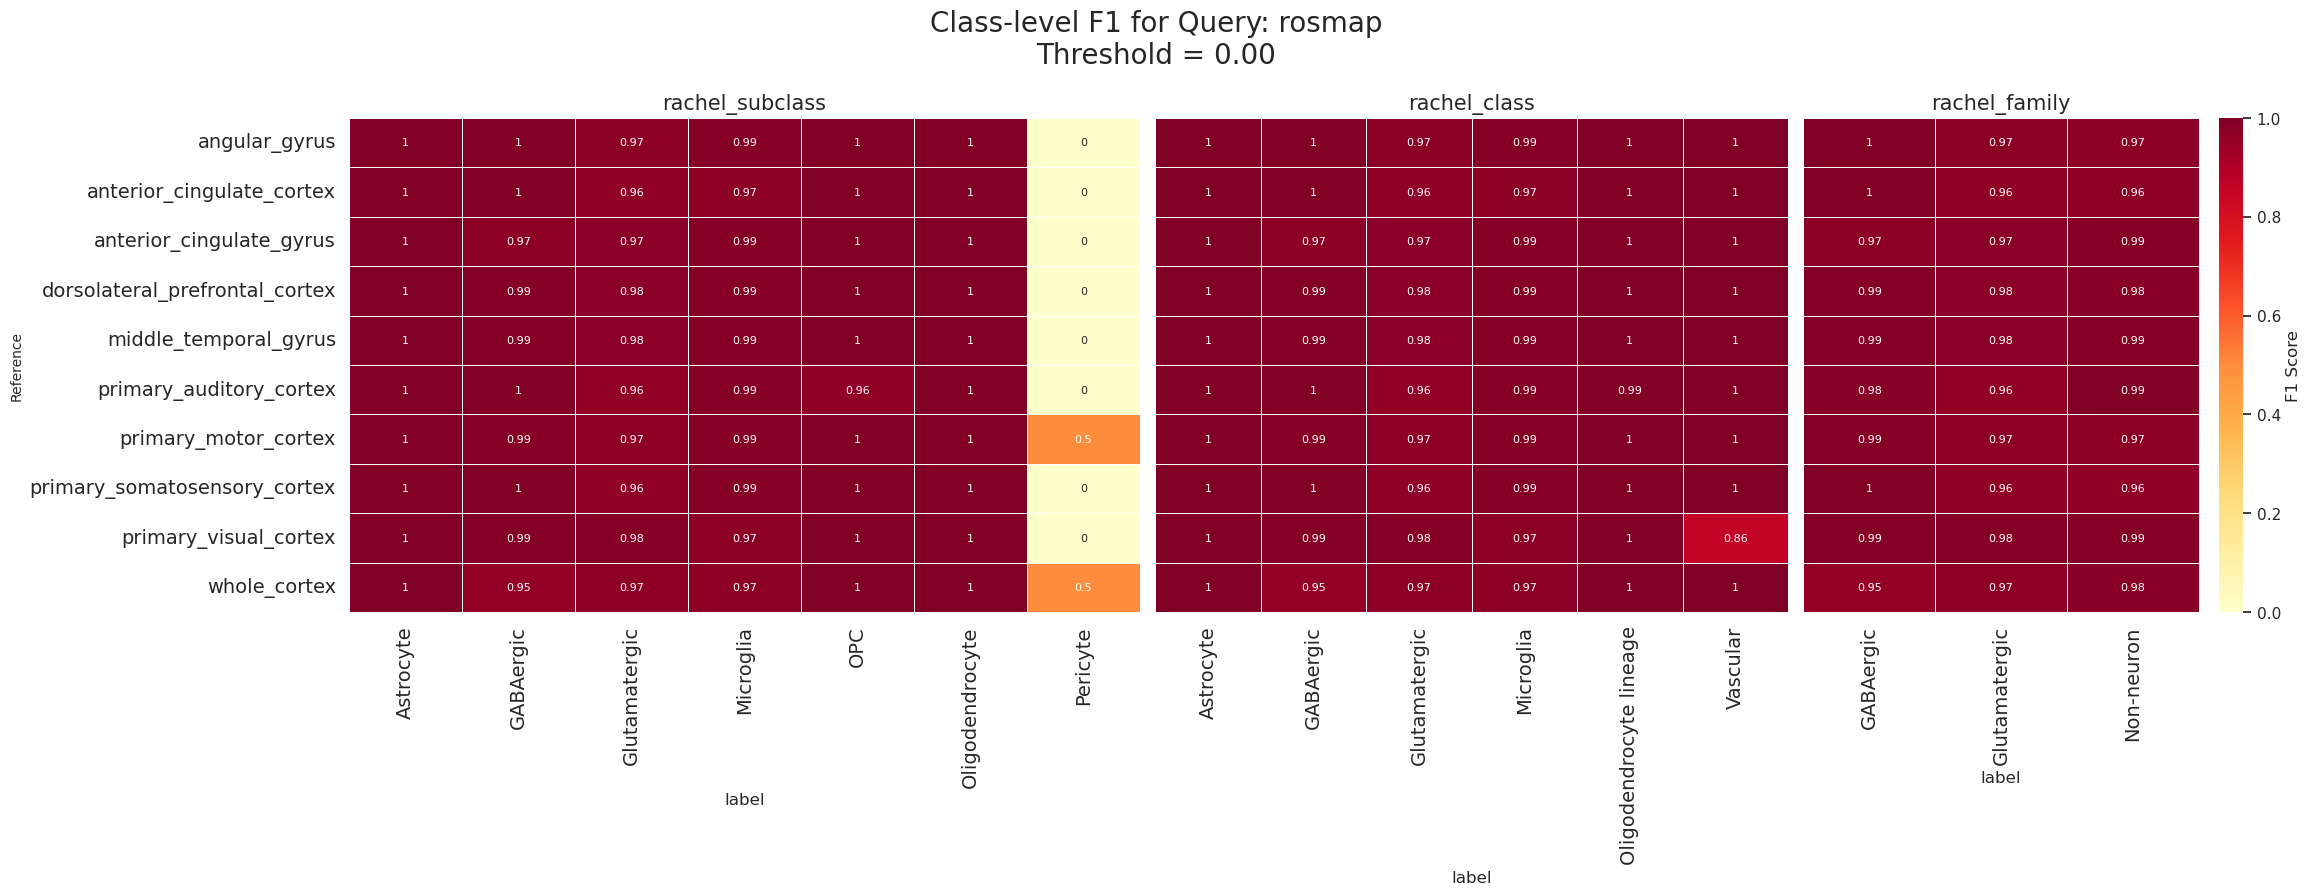 Class-level F1 for Query: rosmap
Threshold = 0.00
rachel_subclass rachel_class rachel_family
angular_gyrus 1 1 0.97 0.99 1 1 0 1 1 0.97 0.99 1 1 1 0.97 0.97
anterior_cingulate_cortex 1 1 0.96 0.97 1 1 0 1 1 0.96 0.97 1 1 1 0.96 0.96
anterior_cingulate_gyrus 1 0.97 0.97 0.99 1 1 0 1 0.97 0.97 0.99 1 1 0.97 0.97 0.99
dorsolateral_prefrontal_cortex 1 0.99 0.98 0.99 1 1 0 1 0.99 0.98 0.99 1 1 0.99 0.98 0.98
middle_temporal_gyrus 1 0.99 0.98 0.99 1 1 0 1 0.99 0.98 0.99 1 1 0.99 0.98 0.99
primary_auditory_cortex 1 1 0.96 0.99 0.96 1 0 1 1 0.96 0.99 0.99 1 0.98 0.96 0.99
primary_motor_cortex 1 0.99 0.97 0.99 1 1 0.5 1 0.99 0.97 0.99 1 1 0.99 0.97 0.97
primary_somatosensory_cortex 1 1 0.96 0.99 1 1 0 1 1 0.96 0.99 1 1 1 0.96 0.96
primary_visual_cortex 1 0.99 0.98 0.97 1 1 0 1 0.99 0.98 0.97 1 0.86 0.99 0.98 0.99
whole_cortex 1 0.95 0.97 0.97 1 1 0.5 1 0.95 0.97 0.97 1 1 0.95 0.97 0.98
Reference
Astrocyte GABAergic Glutamatergic Microglia OPC Oligodendrocyte Pericyte
label
Astrocyte GABAergic Glutamatergic Microglia Oligodendrocyte lineage Vascular
label
GABAergic Glutamatergic Non-neuron
label
1.0
0.8
0.6
0.4
0.2
0.0
F1 Score